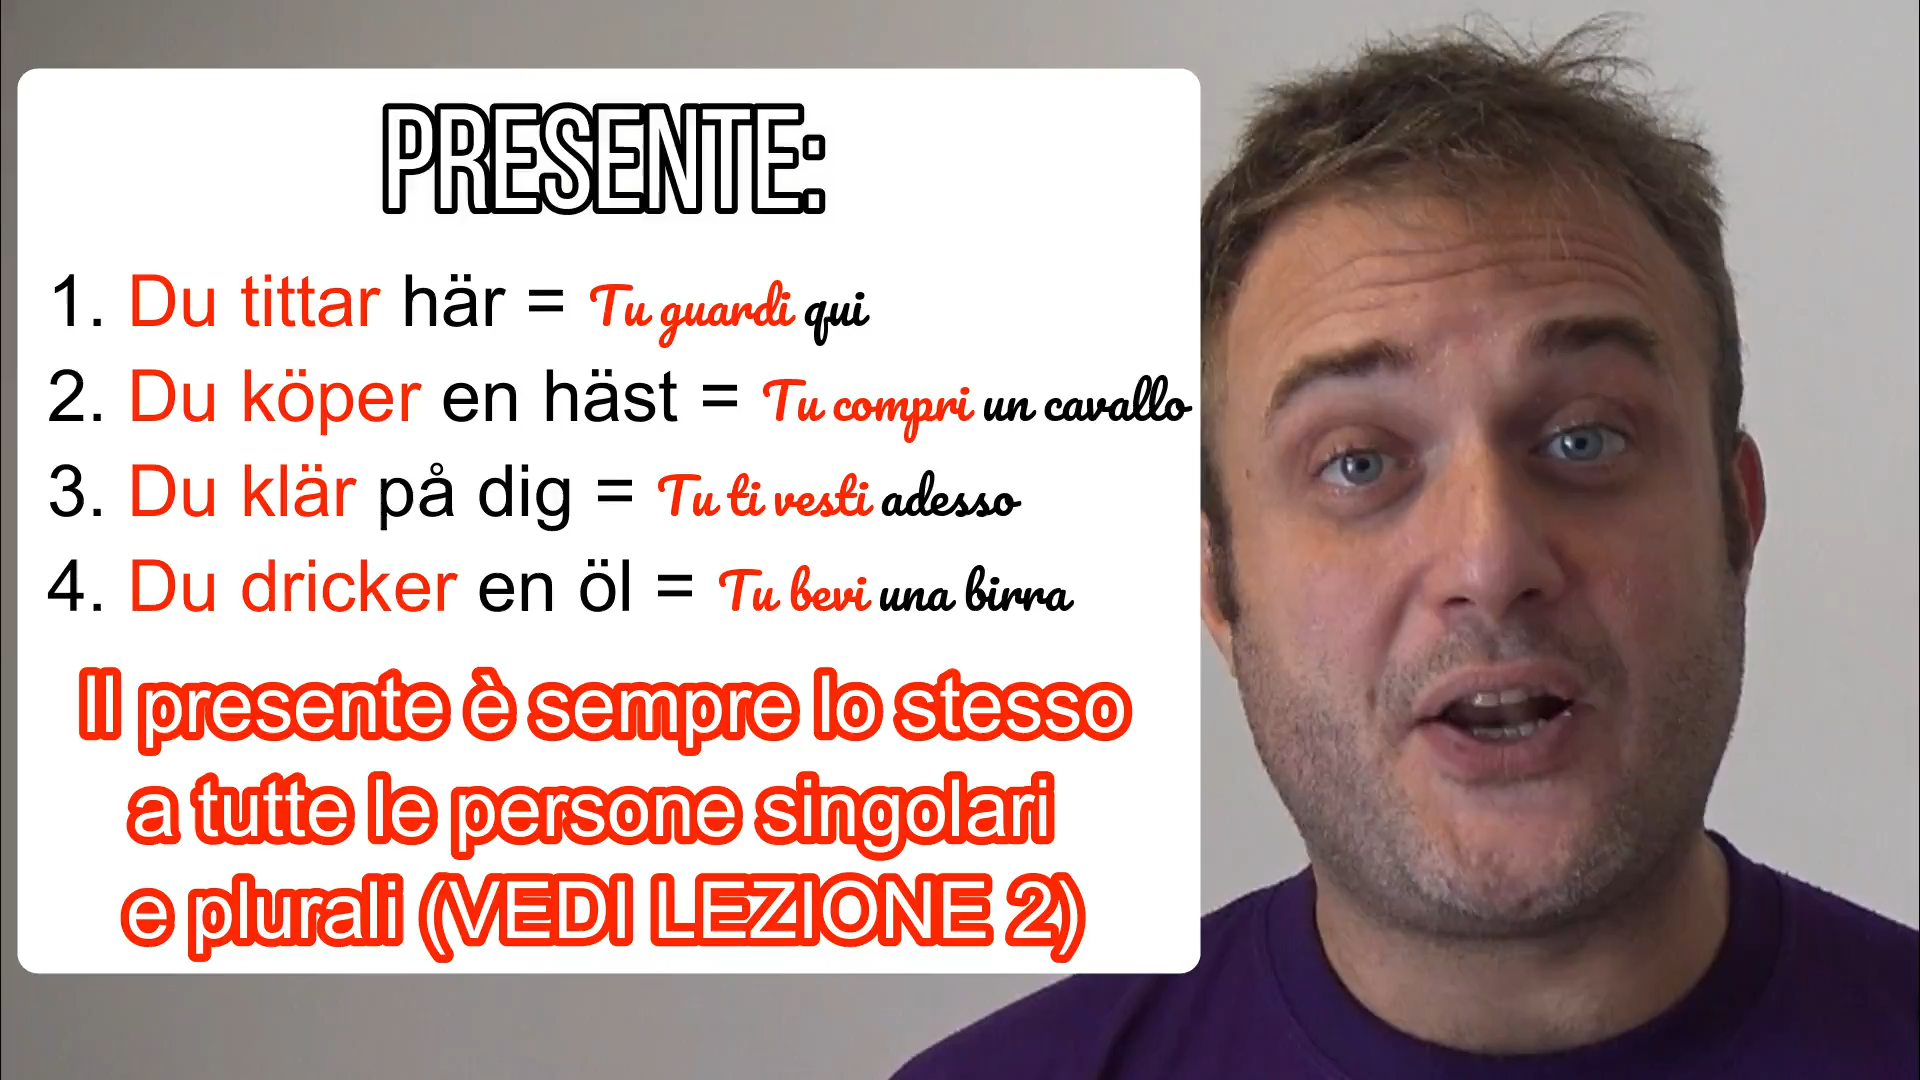 PRESENTE:
1. Du tittar här = Tu guardi qui
2. Du köper en häst = Tu compri un cavallo
3. Du klär på dig = Tu ti vesti adesso
4. Du dricker en öl = Tu bevi una birra
Il presente è sempre lo stesso
a tutte le persone singolari
e plurali (VEDI LEZIONE 2)